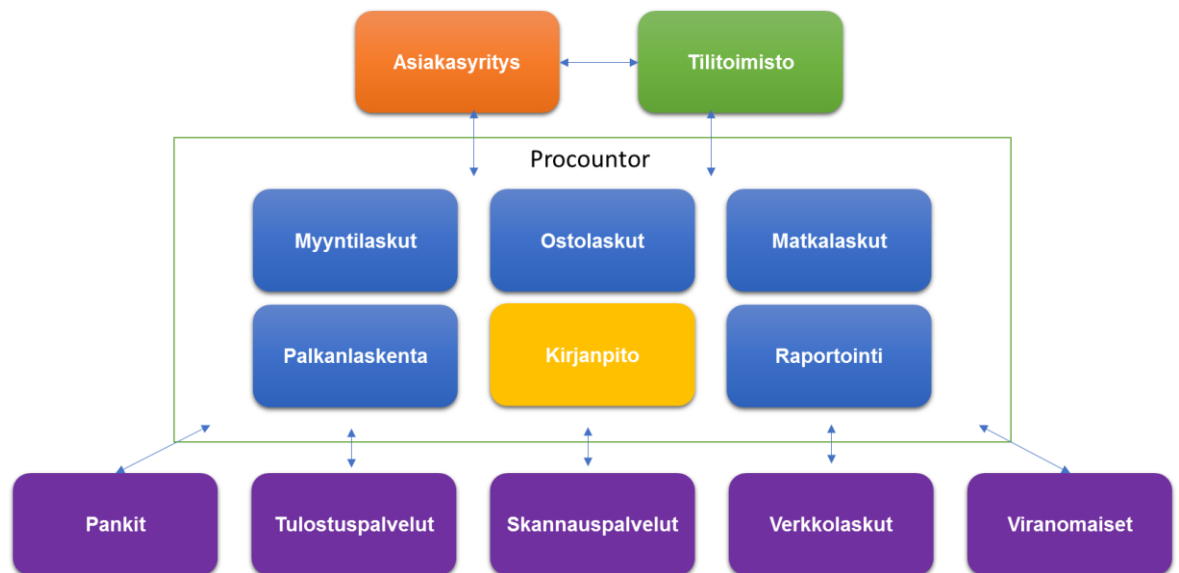 Asiakasyritys
Tilitoimisto
Procountor
Myyntilaskut
Ostolaskut
Matkalaskut
Palkanlaskenta
Kirjanpito
Raportointi
Pankit
Tulostuspalvelut
Skannauspalvelut
Verkkolaskut
Viranomaiset